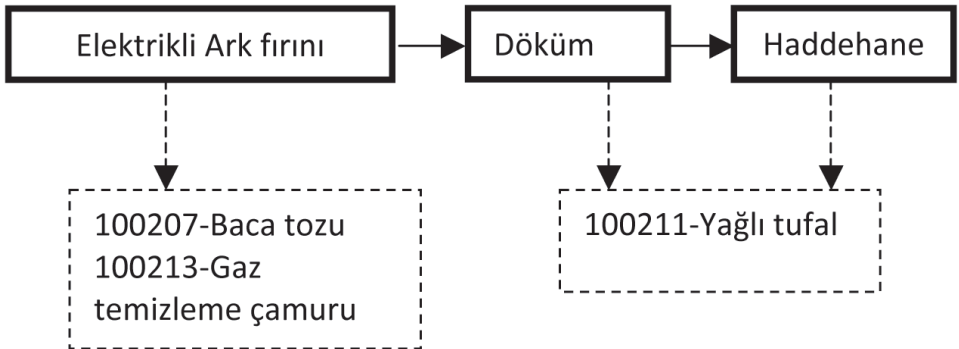 Elektrikli Ark fırını
Döküm
Haddehane
100207-Baca tozu
100213-Gaz
temizleme çamuru
100211-Yağlı tufal